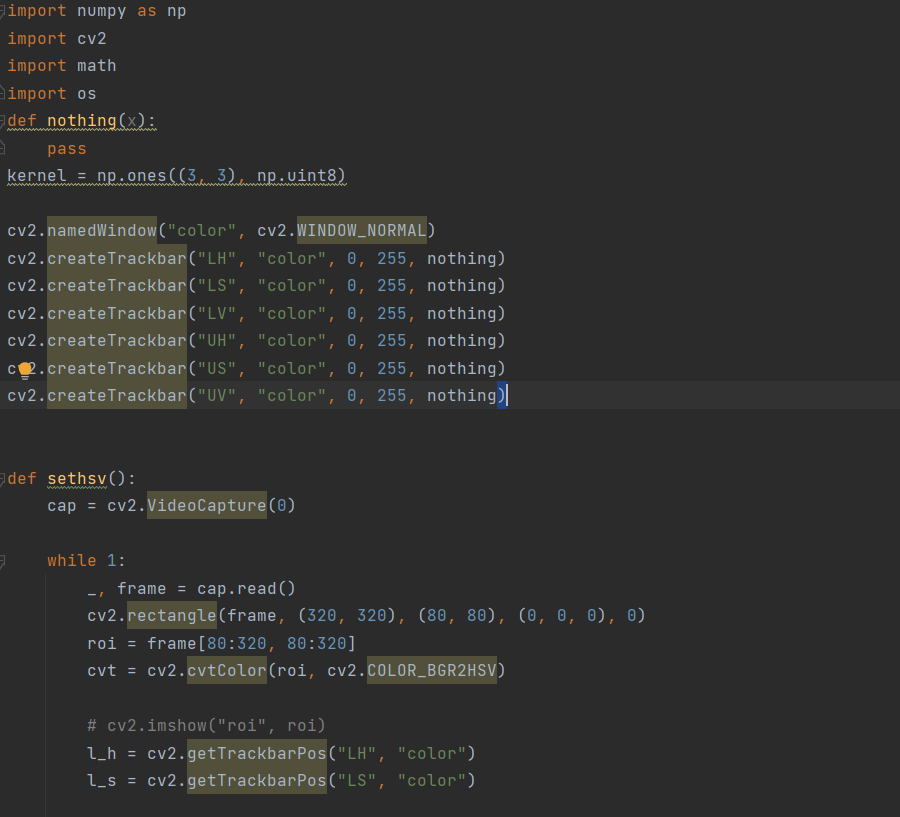 import numpy as np
import cv2
import math
import os
def nothing(x):
    pass
kernel = np.ones((3, 3), np.uint8)
cv2.namedWindow("color", cv2.WINDOW_NORMAL)
cv2.createTrackbar("LH", "color", 0, 255, nothing)
cv2.createTrackbar("LS", "color", 0, 255, nothing)
cv2.createTrackbar("LV", "color", 0, 255, nothing)
cv2.createTrackbar("UH", "color", 0, 255, nothing)
cv2.createTrackbar("US", "color", 0, 255, nothing)
cv2.createTrackbar("UV", "color", 0, 255, nothing)
def sethsv():
    cap = cv2.VideoCapture(0)
    while 1:
        _, frame = cap.read()
        cv2.rectangle(frame, (320, 320), (80, 80), (0, 0, 0), 0)
        roi = frame[80:320, 80:320]
        cvt = cv2.cvtColor(roi, cv2.COLOR_BGR2HSV)
        # cv2.imshow("roi", roi)
        l_h = cv2.getTrackbarPos("LH", "color")
        l_s = cv2.getTrackbarPos("LS", "color")